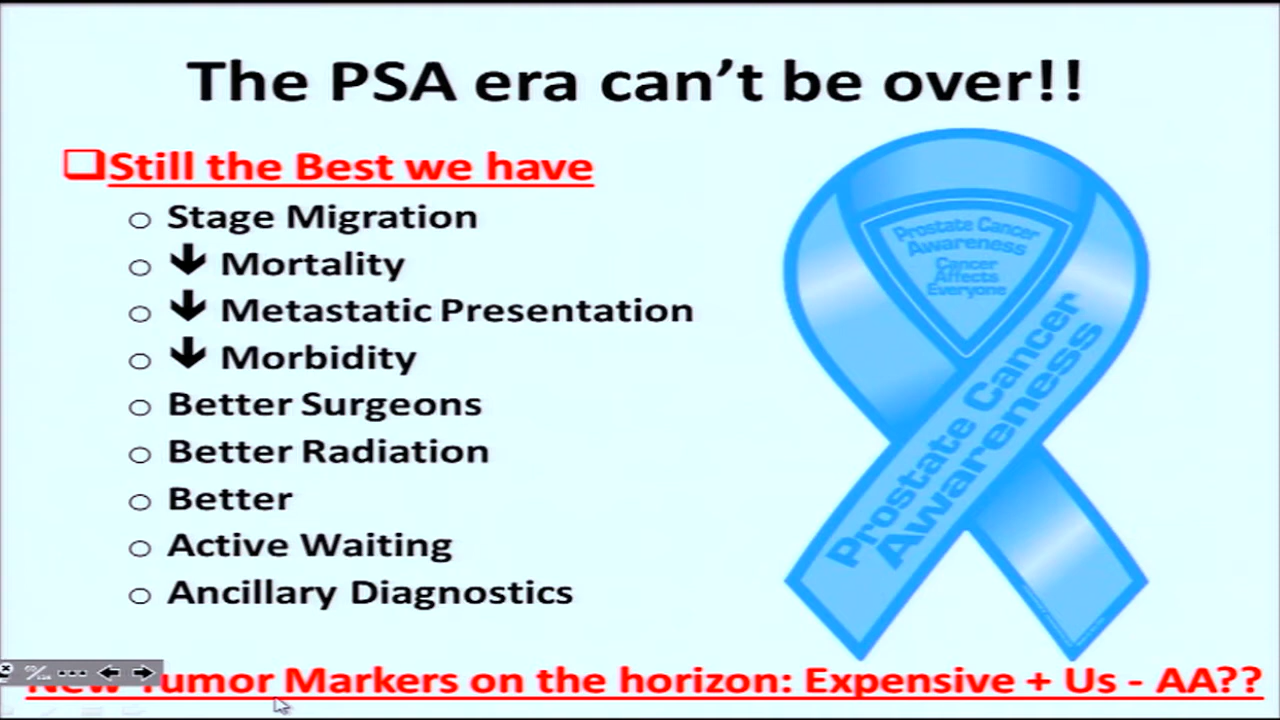 The PSA era can't be over!!
❑Still the Best we have
○ Stage Migration
○ 🡇 Mortality
○ 🡇 Metastatic Presentation
○ 🡇 Morbidity
○ Better Surgeons
○ Better Radiation
○ Better
○ Active Waiting
○ Ancillary Diagnostics
Prostate Cancer
Awareness
Cancer
Affects
Everyone
Prostate Cancer
Awareness
New Tumor Markers on the horizon: Expensive + Us - AA??